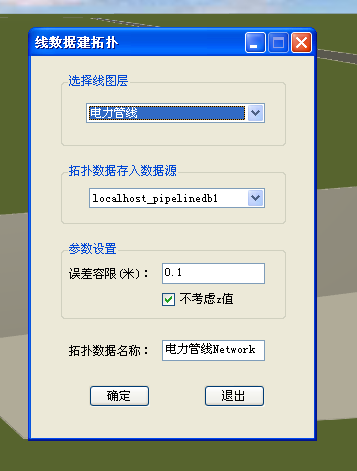 线数据建拓扑
选择线图层
电力管线
拓扑数据存入数据源
localhost_pipelinedb1
参数设置
误差容限(米): 0.1
不考虑z值
拓扑数据名称: 电力管线Network
确定 退出